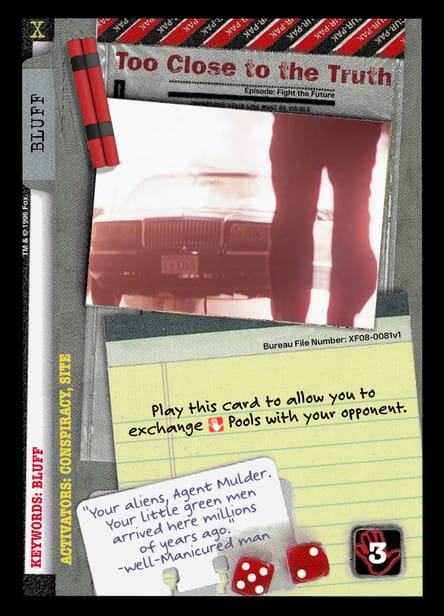 X
BLUFF
TM & © 1996 Fox.
UR-PAK
UR-PAK
UR-PAK
UR-PAK
Too Close to the Truth
Episode: Fight the Future
Bureau File Number: XF08-0081v1
Play this card to allow you to
exchange Pools with your opponent.
"Your aliens, Agent Mulder.
Your little green men
arrived here millions
of years ago."
-Well-Manicured man
3
KEYWORDS: BLUFF
ACTIVATORS: CONSPIRACY, SITE